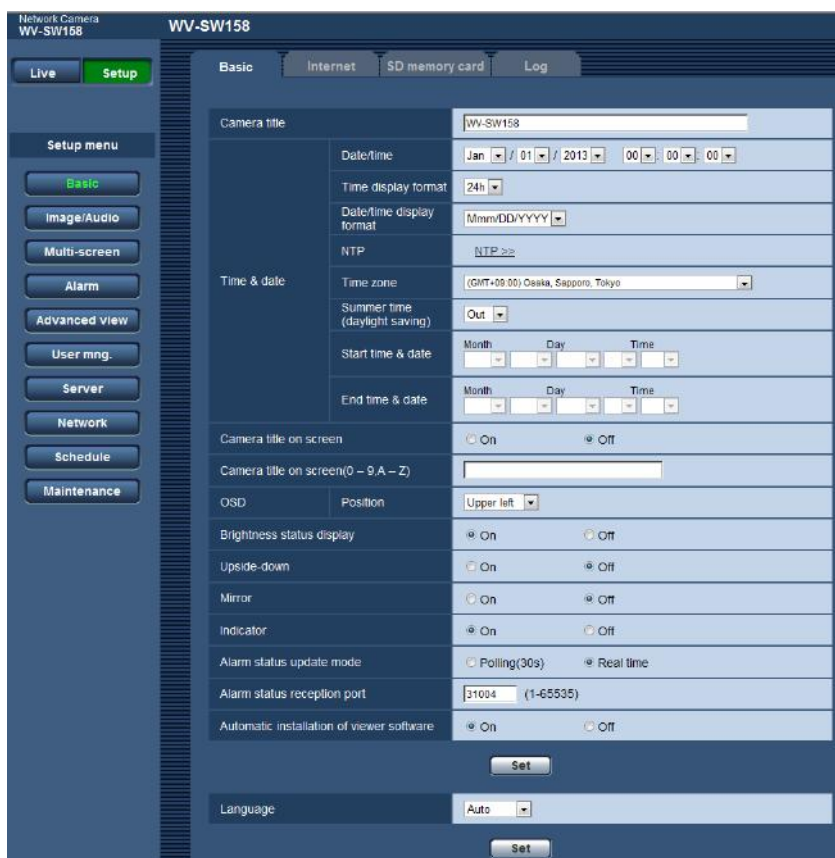 Network Camera
WV-SW158
WV-SW158
Live
Setup
Basic
Internet
SD memory card
Log
Setup menu
Basic
Image/Audio
Multi-screen
Alarm
Advanced view
User mng.
Server
Network
Schedule
Maintenance
Camera title
WV-SW158
Time & date
Date/time
Jan / 01 / 2013 00 : 00 : 00
Time display format
24h
Date/time display
format
Mmm/DD/YYYY
NTP
NTP >>
Time zone
(GMT+09:00) Osaka, Sapporo, Tokyo
Summer time
(daylight saving)
Out
Start time & date
Month Day Time
End time & date
Month Day Time
Camera title on screen
On Off
Camera title on screen(0 – 9,A – Z)
OSD
Position
Upper left
Brightness status display
On Off
Upside-down
On Off
Mirror
On Off
Indicator
On Off
Alarm status update mode
Polling(30s) Real time
Alarm status reception port
31004 (1-65535)
Automatic installation of viewer software
On Off
Set
Language
Auto
Set